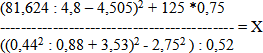 (81,624 : 4,8 – 4,505)² + 125 *0,75
----------------------------------------- = X
((0,44² : 0,88 + 3,53)² - 2,75² ) : 0,52